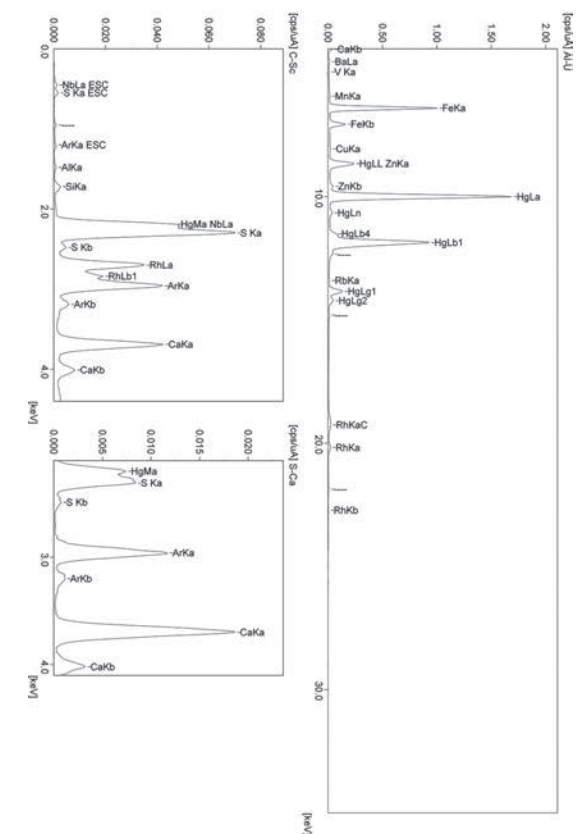 [cps/uA] C-Sc
0.000
0.020
0.040
0.060
0.080
0.0
NbLa ESC
S Ka ESC
ArKa ESC
AlKa
SiKa
2.0
HgMa NbLa
S Ka
S Kb
RhLa
RhLb1
ArKa
ArKb
CaKa
4.0
CaKb
[keV]
[cps/uA] S-Ca
0.000
0.005
0.010
0.015
0.020
HgMa
S Ka
S Kb
3.0
ArKa
ArKb
CaKa
4.0
CaKb
[keV]
[cps/uA] Al-U
0.00
0.50
1.00
1.50
2.00
CaKb
BaLa
V Ka
MnKa
FeKa
FeKb
CuKa
HgLL ZnKa
ZnKb
10.0
HgLa
HgLn
HgLb4
HgLb1
RbKa
HgLg1
HgLg2
RhKaC
20.0
RhKa
RhKb
30.0
[keV]